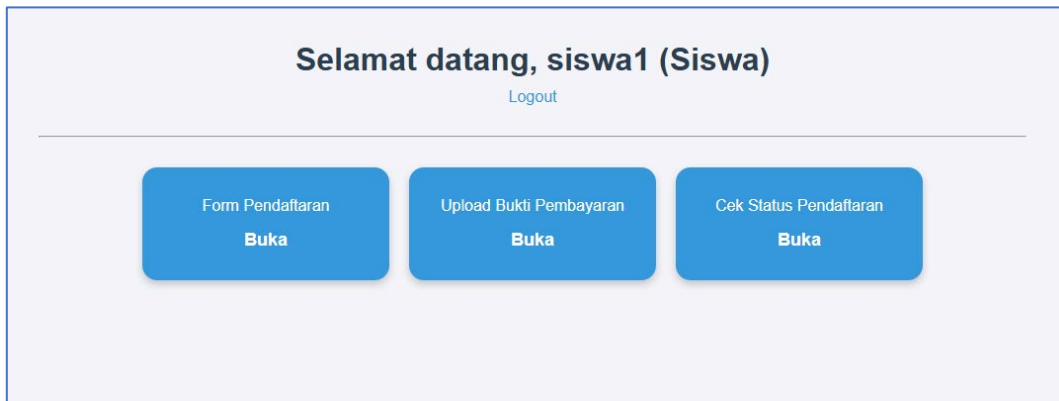 Selamat datang, siswa1 (Siswa)
Logout
Form Pendaftaran
Buka
Upload Bukti Pembayaran
Buka
Cek Status Pendaftaran
Buka